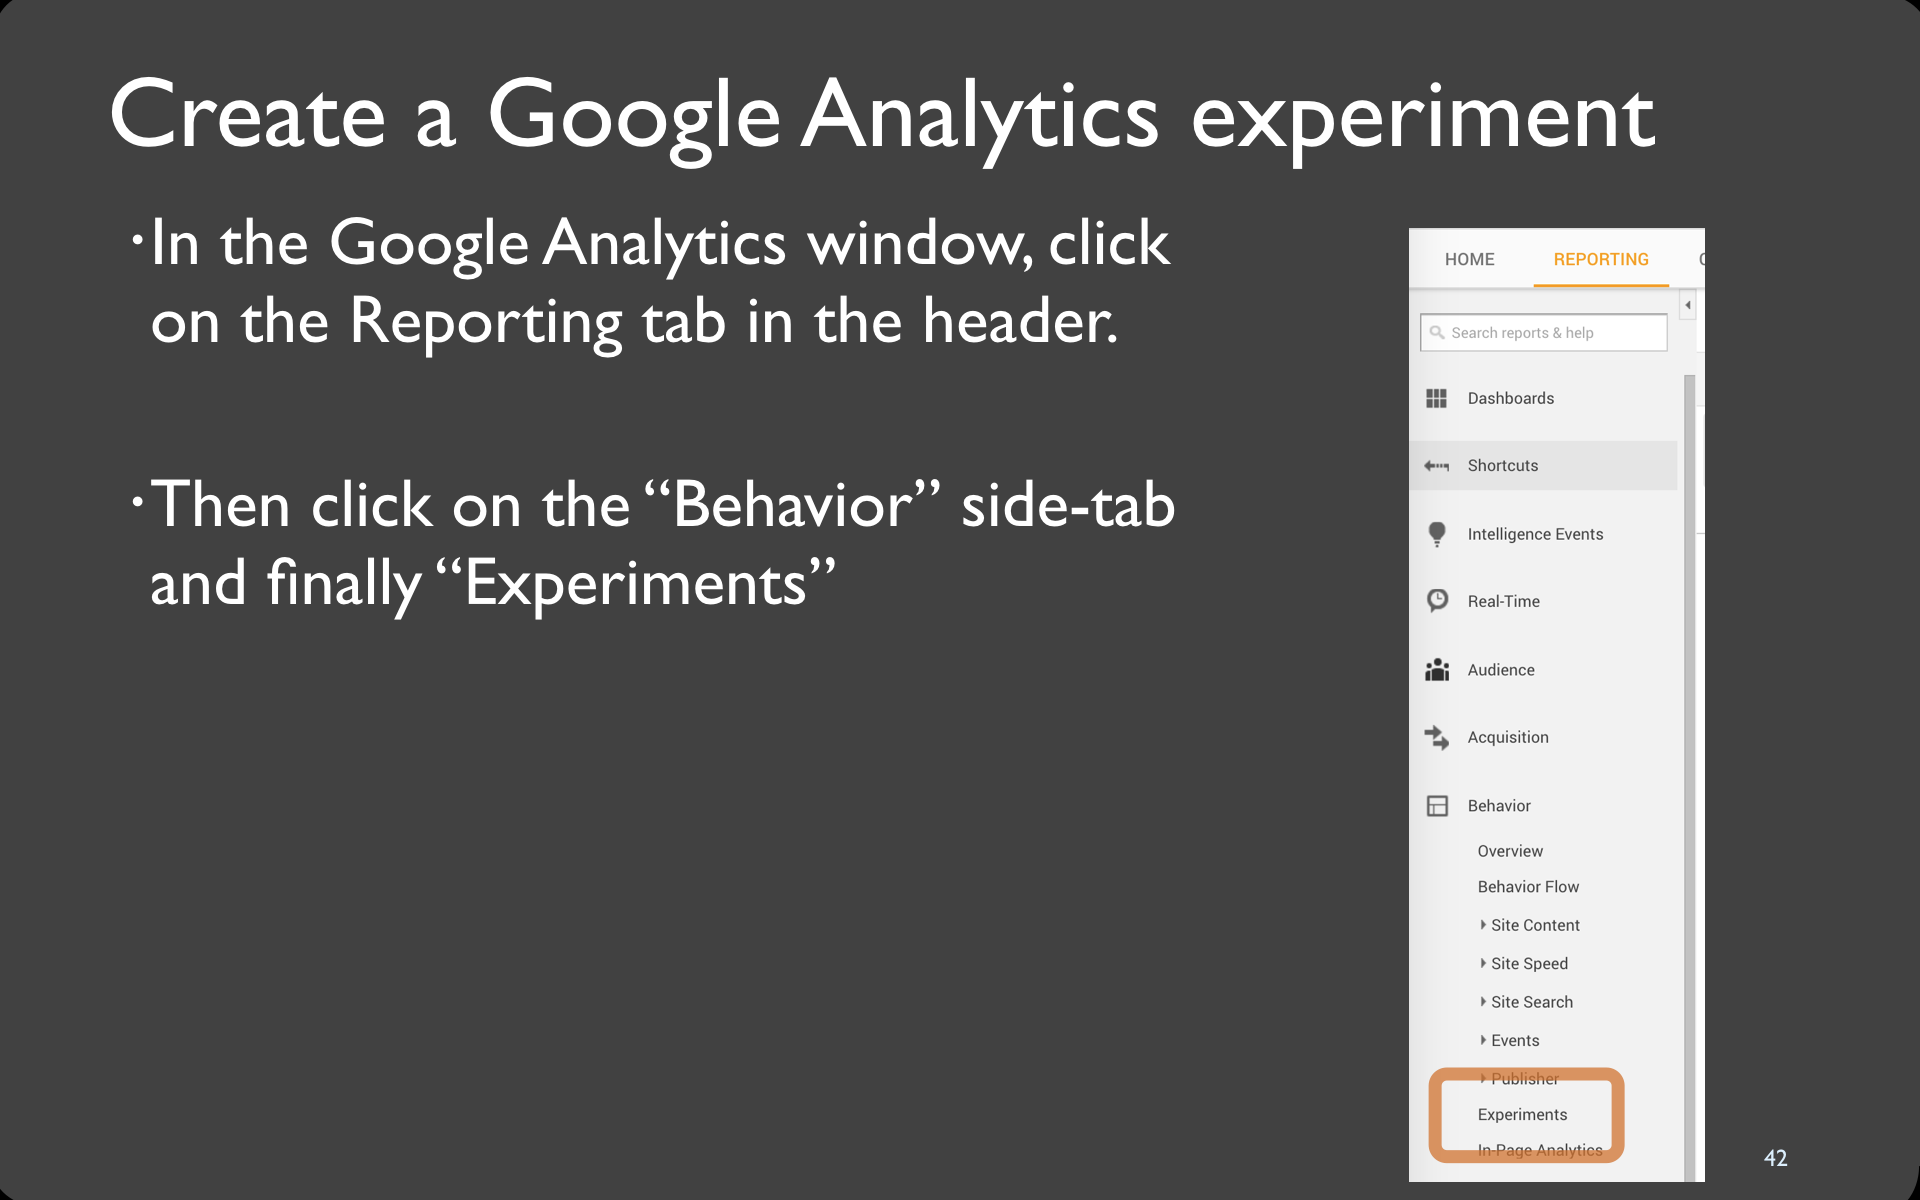 Create a Google Analytics experiment
·In the Google Analytics window, click
on the Reporting tab in the header.
·Then click on the “Behavior” side-tab
and finally “Experiments”
HOME REPORTING
Search reports & help
Dashboards
Shortcuts
Intelligence Events
Real-Time
Audience
Acquisition
Behavior
Overview
Behavior Flow
Site Content
Site Speed
Site Search
Events
Publisher
Experiments
In-Page Analytics
42